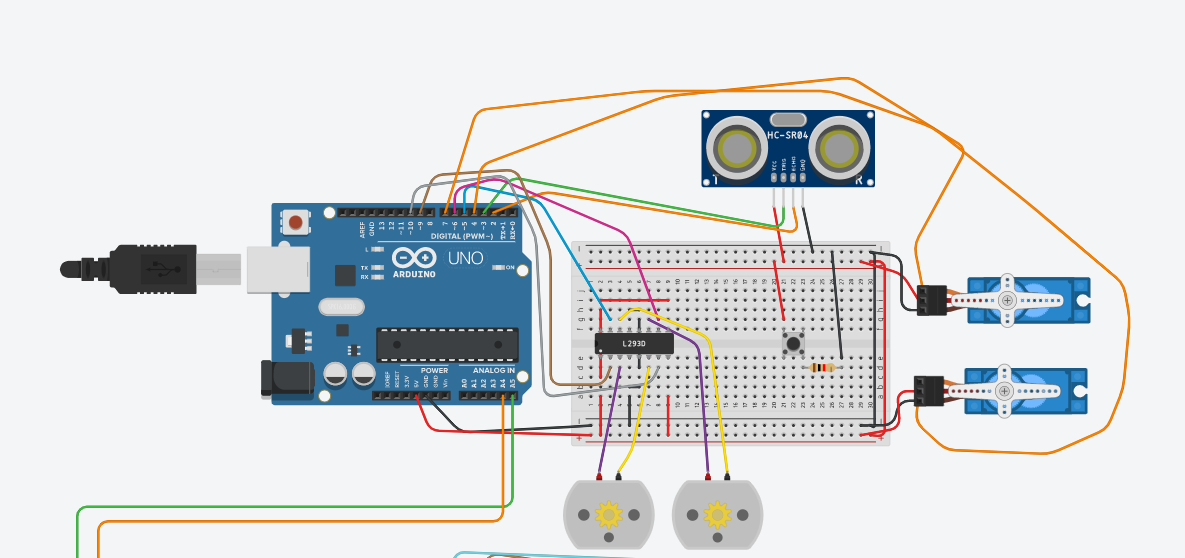 HC-SR04
VCC
TRIG
ECHO
GND
T
R
AREF
GND
13
12
~11
~10
~9
8
7
~6
~5
4
~3
2
TX→1
RX←0
DIGITAL (PWM~)
L
TX
RX
ARDUINO
UNO
ON
IOREF
RESET
3.3V
5V
GND
GND
Vin
POWER
ANALOG IN
A0
A1
A2
A3
A4
A5
L293D